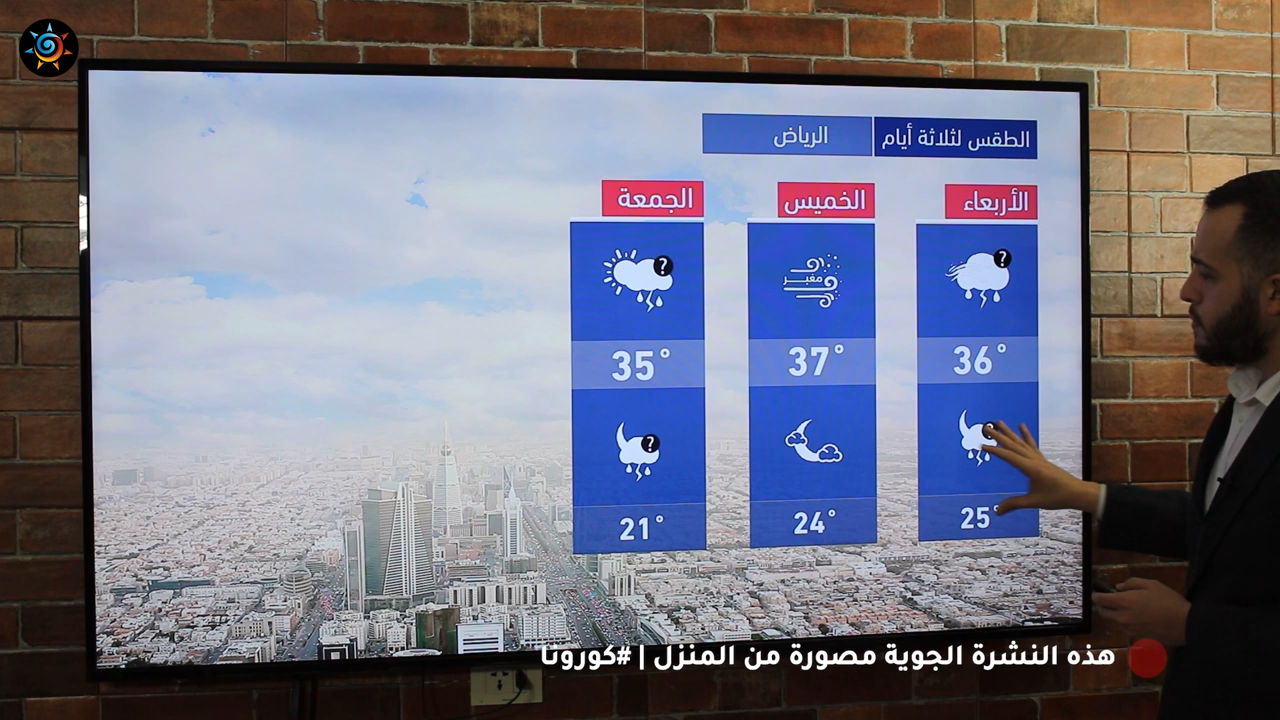 الطقس لثلاثة أيام
الرياض
الأربعاء
الخميس
الجمعة
?
مغبر
?
36°
37°
35°
?
25°
24°
21°
هذه النشرة الجوية مصورة من المنزل | #كورونا